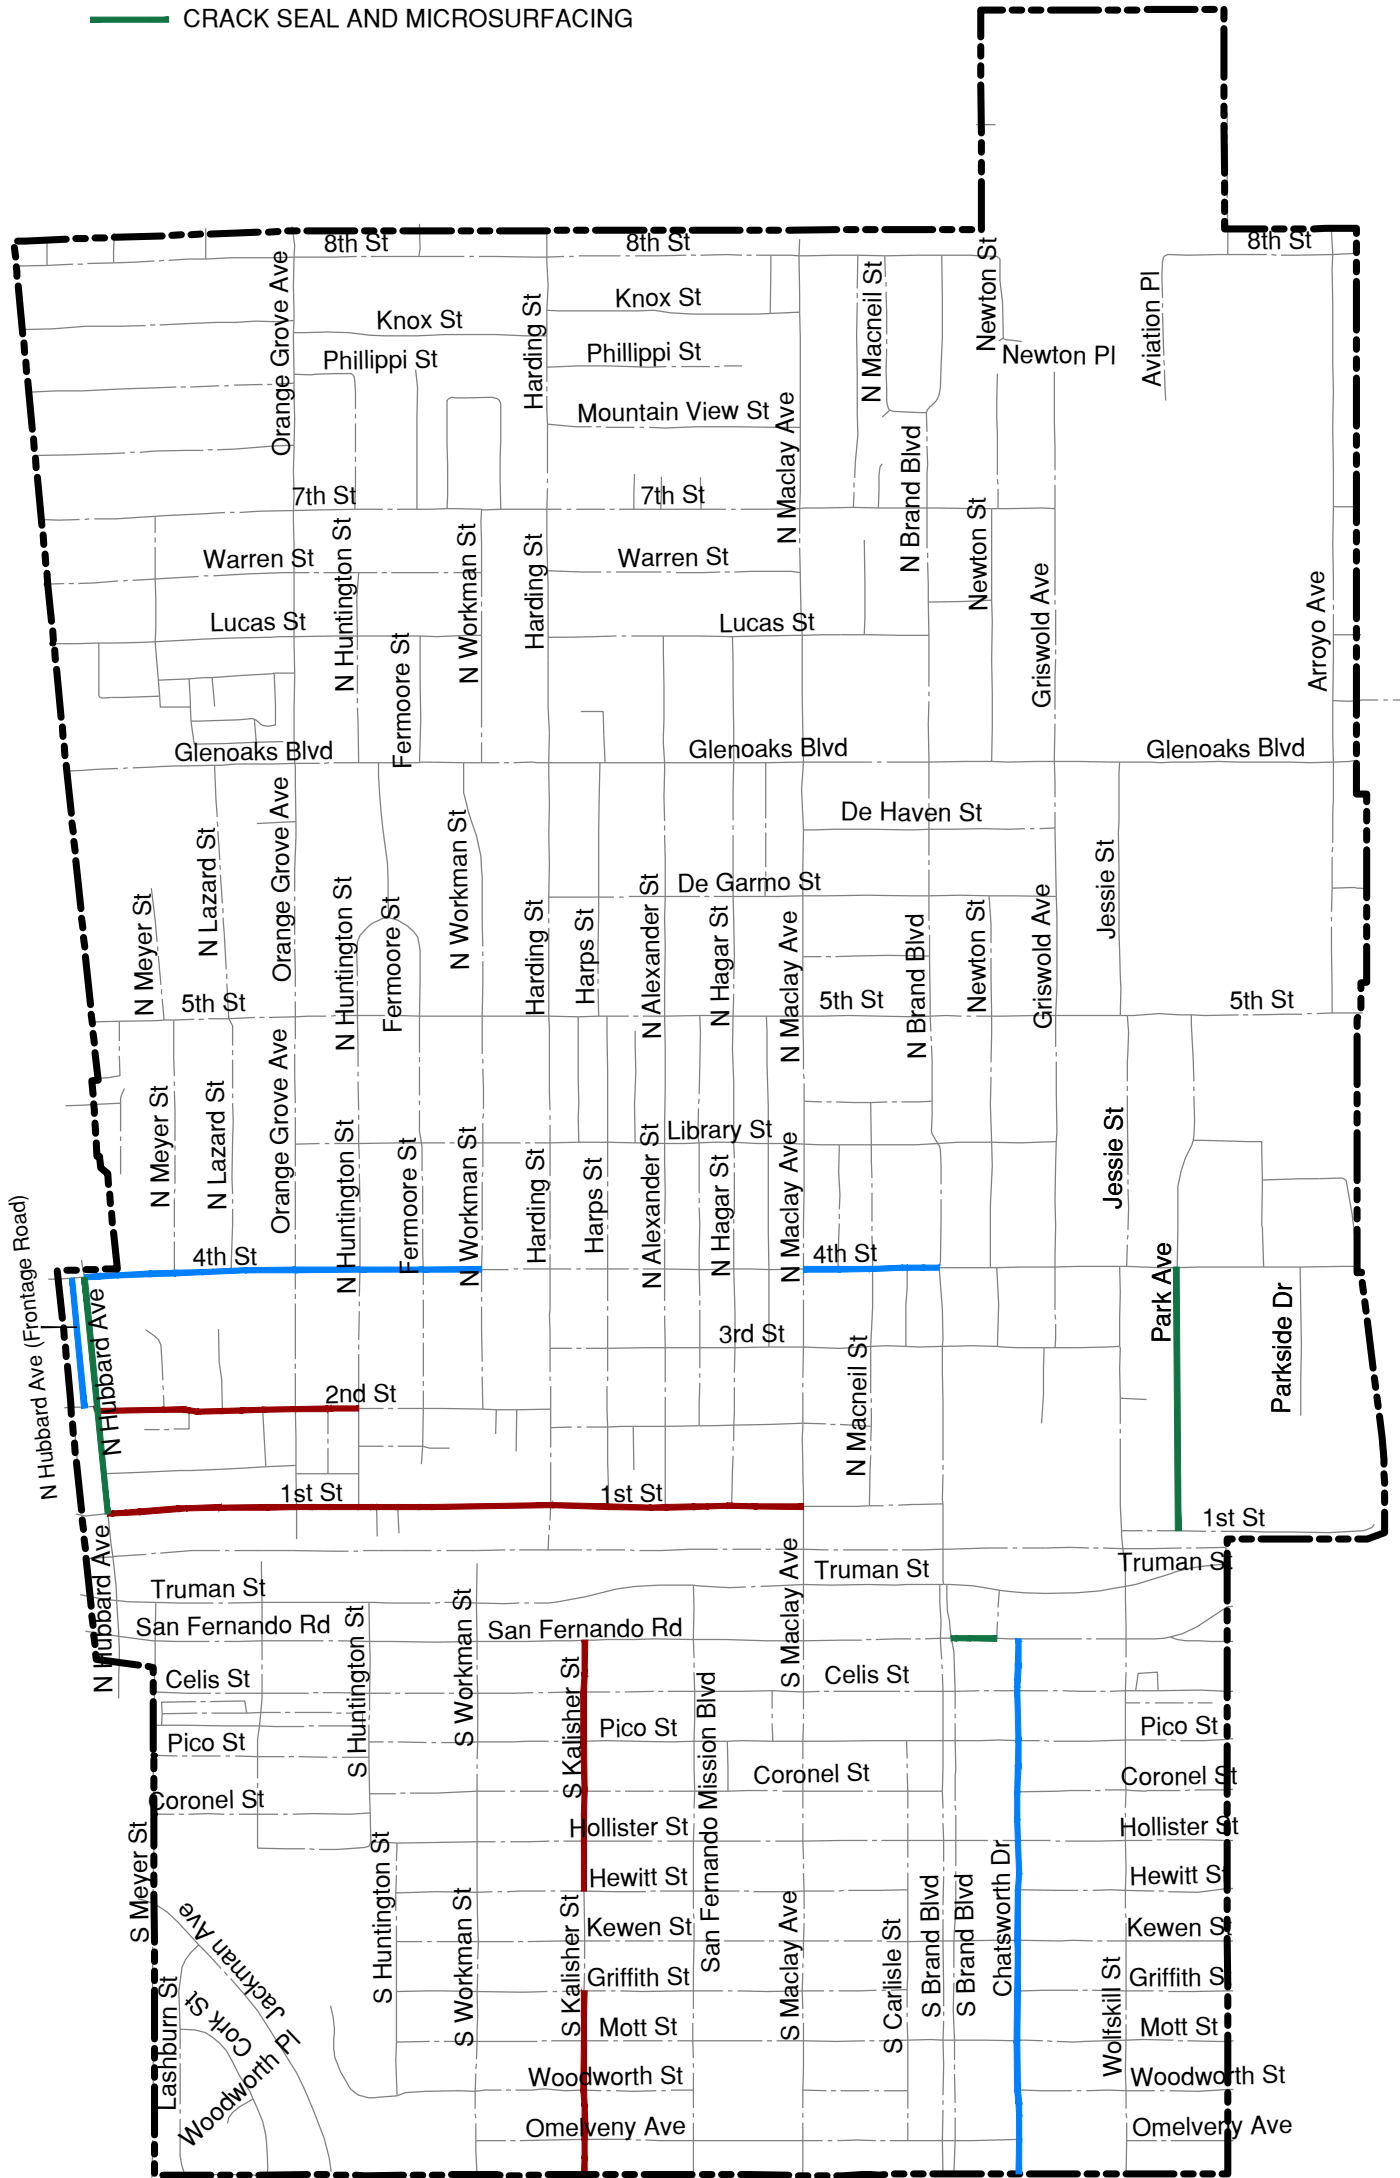 CRACK SEAL AND MICROSURFACING
8th St
8th St
8th St
Orange Grove Ave
Knox St
Knox St
Harding St
N Macneil St
Newton St
Newton Pl
Aviation Pl
Phillippi St
Phillippi St
Mountain View St
N Maclay Ave
N Brand Blvd
7th St
7th St
N Huntington St
N Workman St
Harding St
Newton St
Warren St
Warren St
Griswold Ave
Arroyo Ave
Lucas St
Lucas St
Fermoore St
Glenoaks Blvd
Glenoaks Blvd
Glenoaks Blvd
Orange Grove Ave
De Haven St
N Lazard St
N Workman St
Jessie St
De Garmo St
N Meyer St
N Huntington St
Fermoore St
Harding St
Harps St
N Alexander St
N Hagar St
N Maclay Ave
N Brand Blvd
Newton St
Griswold Ave
5th St
5th St
5th St
N Meyer St
N Lazard St
Orange Grove Ave
Library St
N Huntington St
Fermoore St
N Workman St
Harding St
Harps St
N Alexander St
N Hagar St
N Maclay Ave
Jessie St
N Hubbard Ave (Frontage Road)
4th St
4th St
Park Ave
Parkside Dr
N Hubbard Ave
3rd St
N Macneil St
2nd St
1st St
1st St
1st St
N Hubbard Ave
Truman St
Truman St
Truman St
S Maclay Ave
San Fernando Rd
San Fernando Rd
S Huntington St
S Workman St
S Kalisher St
Celis St
Celis St
San Fernando Mission Blvd
Pico St
Pico St
Pico St
Coronel St
Coronel St
Coronel St
Hollister St
Hollister St
S Meyer St
S Huntington St
Chatsworth Dr
Hewitt St
Hewitt St
S Workman St
S Kalisher St
S Maclay Ave
S Carlisle St
S Brand Blvd
S Brand Blvd
Kewen St
Kewen St
Jackman Ave
Griffith St
Griffith S
Wolfskill St
Lashburn St
Cork St
Mott St
Mott St
Woodworth Pl
Woodworth St
Woodworth St
Omelveny Ave
Omelveny Ave